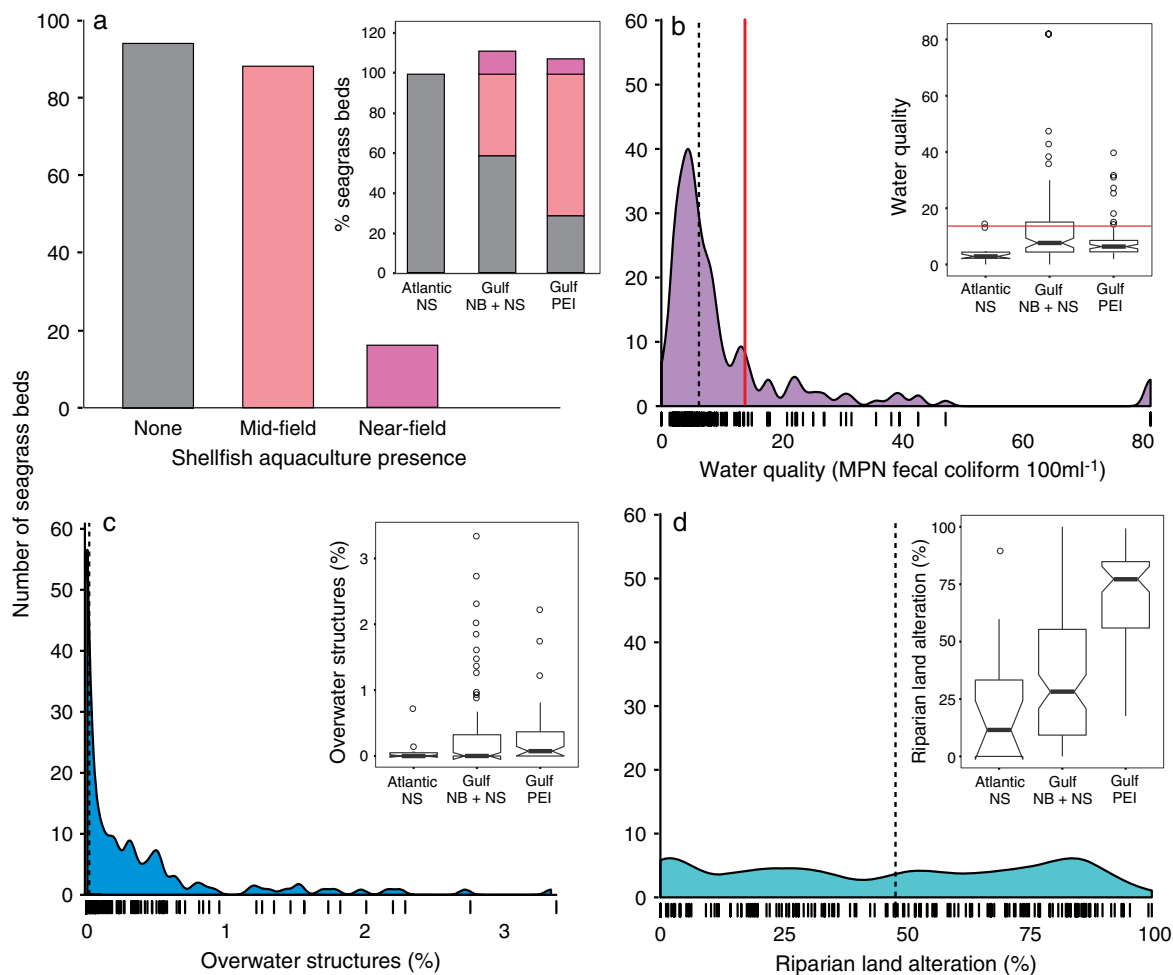 a
100
80
60
40
20
0
Number of seagrass beds
None
Mid-field
Near-field
Shellfish aquaculture presence
120
100
80
60
40
20
0
% seagrass beds
Atlantic NS
Gulf NB + NS
Gulf PEI
b
60
50
40
30
20
10
0
0
20
40
60
80
Water quality (MPN fecal coliform 100ml-1)
80
60
40
20
0
Water quality
Atlantic NS
Gulf NB + NS
Gulf PEI
c
60
50
40
30
20
10
0
0
1
2
3
Overwater structures (%)
3
2
1
0
Overwater structures (%)
Atlantic NS
Gulf NB + NS
Gulf PEI
d
60
50
40
30
20
10
0
0
25
50
75
100
Riparian land alteration (%)
100
75
50
25
0
Riparian land alteration (%)
Atlantic NS
Gulf NB + NS
Gulf PEI